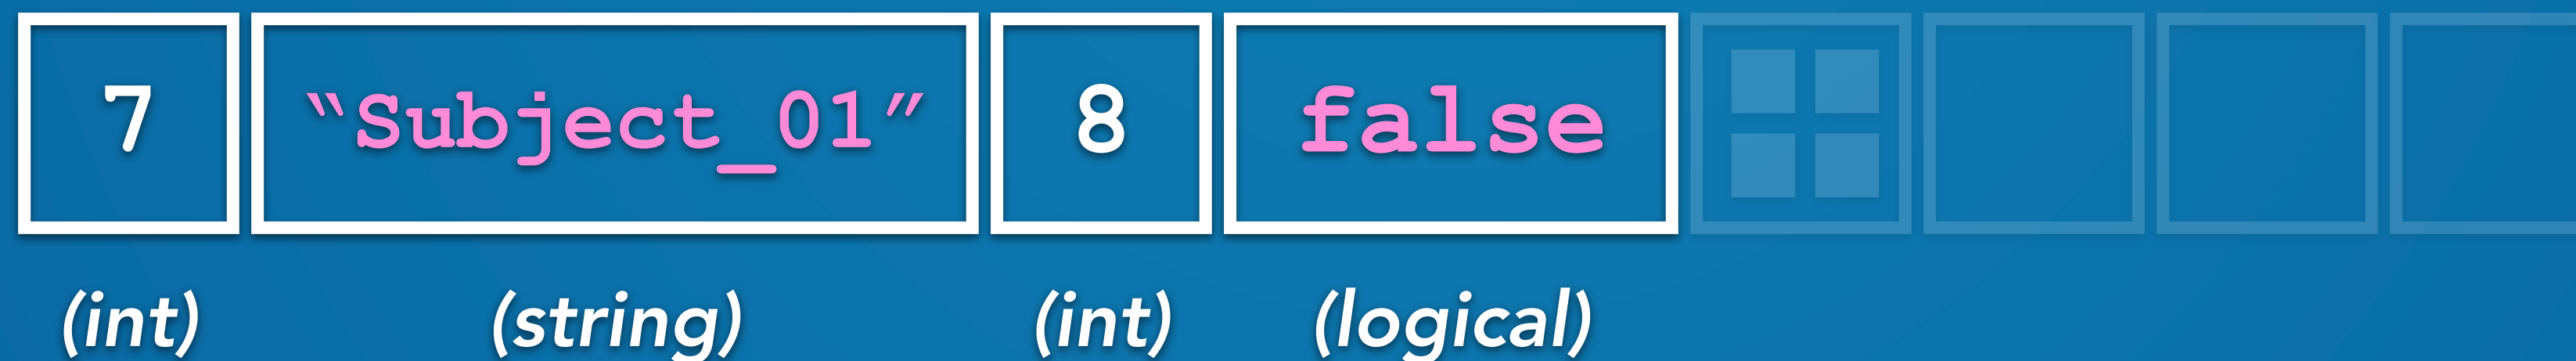 7 “Subject_01” 8 false
(int) (string) (int) (logical)